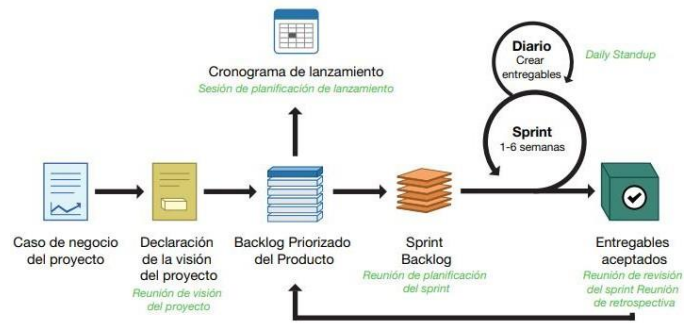 Cronograma de lanzamiento
Sesión de planificación de lanzamiento
Diario
Crear
entregables
Daily Standup
Sprint
1-6 semanas
Caso de negocio
del proyecto
Declaración
de la visión
del proyecto
Reunión de visión
del proyecto
Backlog Priorizado
del Producto
Sprint
Backlog
Reunión de planificación
del sprint
Entregables
aceptados
Reunión de revisión
del sprint Reunión
de retrospectiva